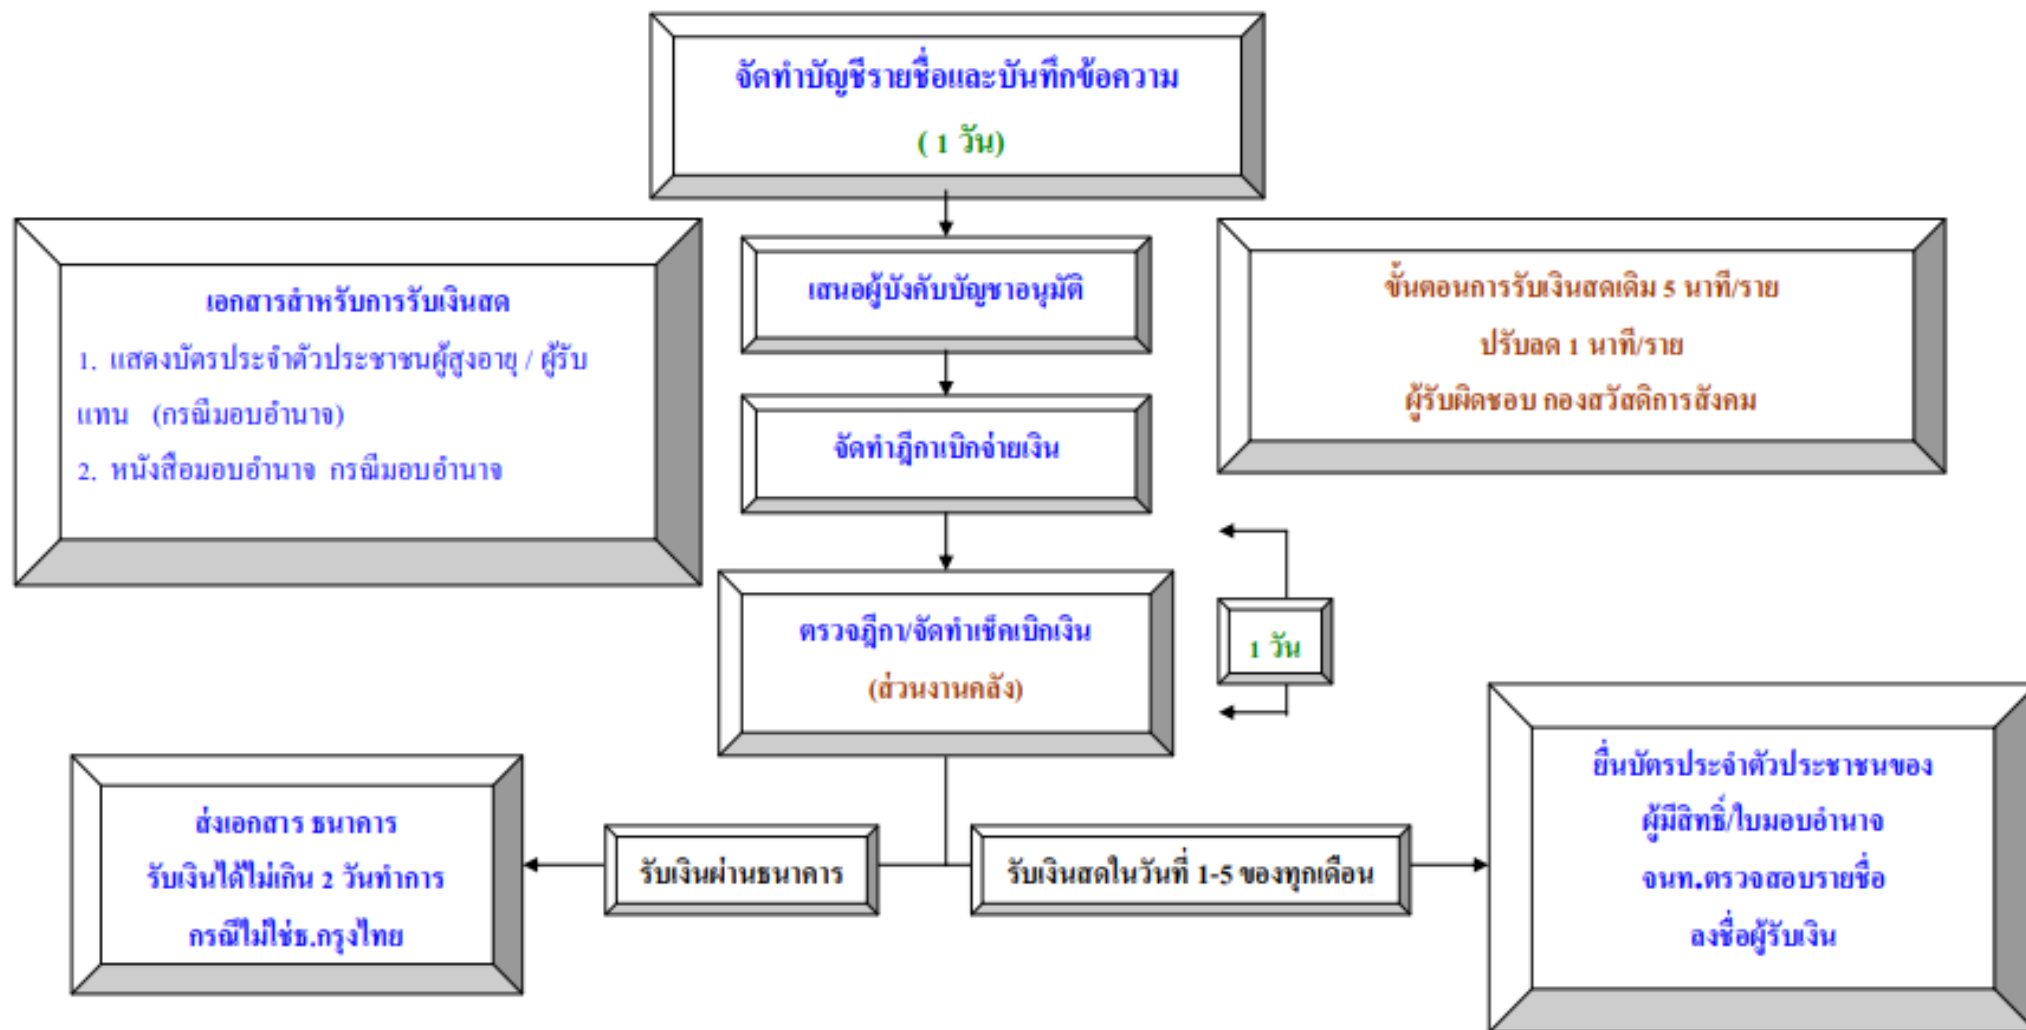 จัดทำบัญชีรายชื่อและบันทึกข้อความ
( 1 วัน)
เสนอผู้บังคับบัญชาอนุมัติ
เอกสารสำหรับการรับเงินสด
1. แสดงบัตรประจำตัวประชาชนผู้สูงอายุ / ผู้รับ
แทน (กรณีมอบอำนาจ)
2. หนังสือมอบอำนาจ กรณีมอบอำนาจ
ขั้นตอนการรับเงินสดเดิม 5 นาที/ราย
ปรับลด 1 นาที/ราย
ผู้รับผิดชอบ กองสวัสดิการสังคม
จัดทำฎีกาเบิกจ่ายเงิน
ตรวจฎีกา/จัดทำเช็คเบิกเงิน
(ส่วนงานคลัง)
1 วัน
ส่งเอกสาร ธนาคาร
รับเงินได้ไม่เกิน 2 วันทำการ
กรณีไม่ใช่ธ.กรุงไทย
รับเงินผ่านธนาคาร
รับเงินสดในวันที่ 1-5 ของทุกเดือน
ยื่นบัตรประจำตัวประชาชนของ
ผู้มีสิทธิ์/ใบมอบอำนาจ
จนท.ตรวจสอบรายชื่อ
ลงชื่อผู้รับเงิน